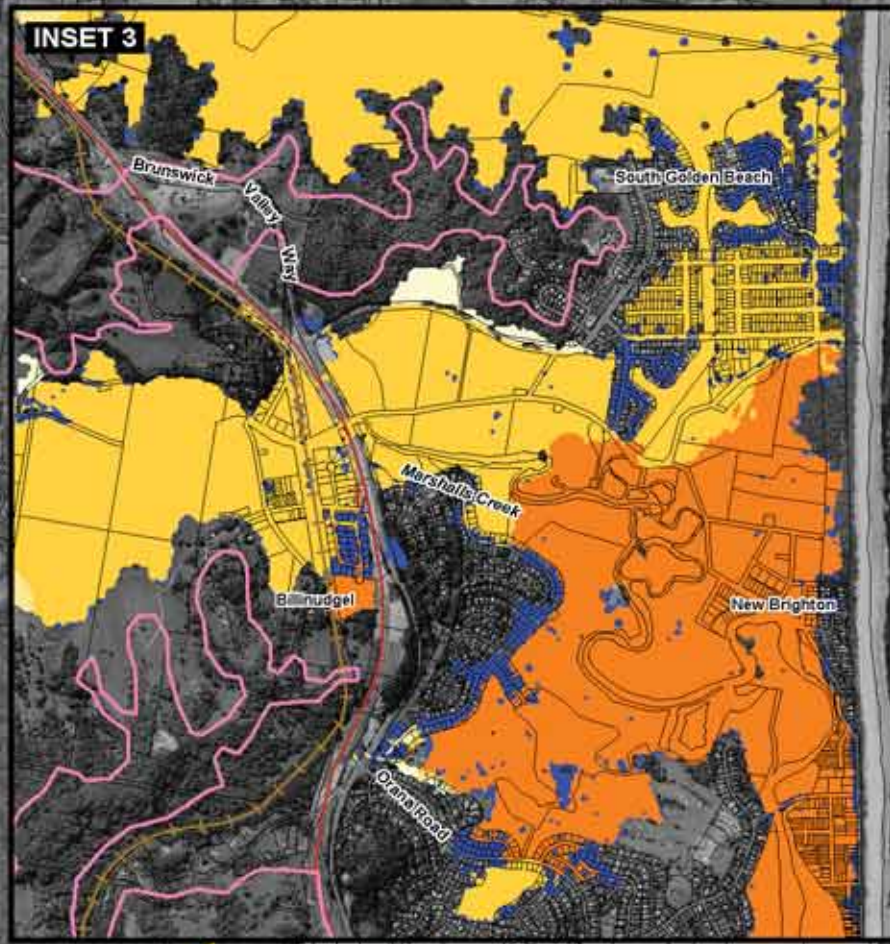 INSET 3
Brunswick
Valley
Way
South Golden Beach
Marshalls Creek
Billinudgel
New Brighton
Orana Road